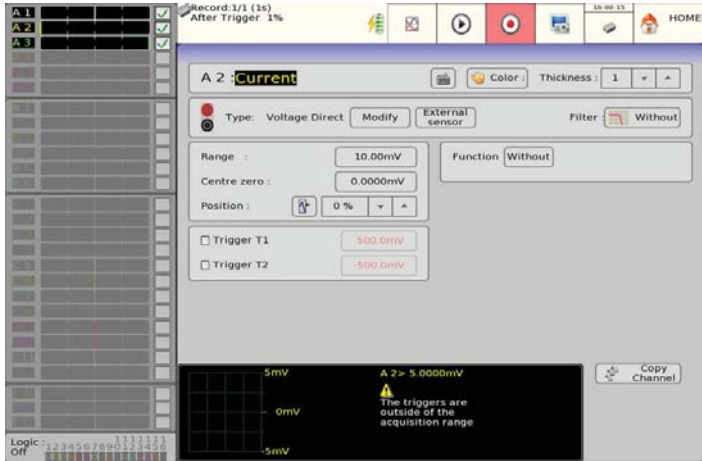 A 1
A 2
A 3
Record:1/1 (1s)
After Trigger 1%
16:00:15
HOME
A 2 :Current
Color :
Thickness : 1
Type: Voltage Direct
Modify
External sensor
Filter :
Without
Range : 10.00mV
Centre zero : 0.0000mV
Position : 0 %
Function Without
Trigger T1 500.0mV
Trigger T2 -500.0mV
5mV
0mV
-5mV
A 2> 5.0000mV
The triggers are
outside of the
acquisition range
Copy
Channel
Logic :
Off
1111111
1234567890123456